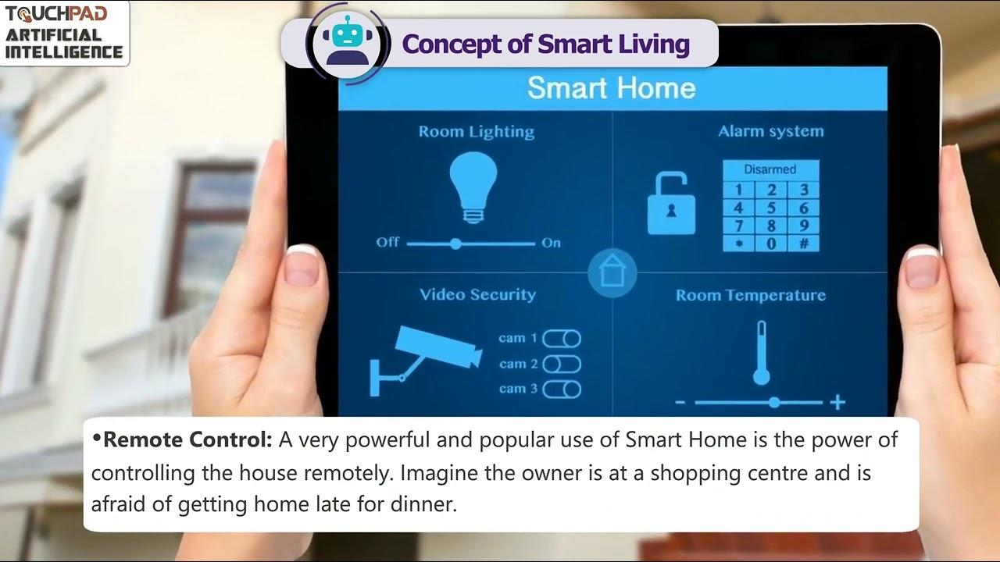 TOUCHPAD
ARTIFICIAL
INTELLIGENCE
Concept of Smart Living
Smart Home
Room Lighting
Off On
Alarm system
Disarmed
1 2 3
4 5 6
7 8 9
* 0 #
Video Security
cam 1
cam 2
cam 3
Room Temperature
- +
•Remote Control: A very powerful and popular use of Smart Home is the power of
controlling the house remotely. Imagine the owner is at a shopping centre and is
afraid of getting home late for dinner.